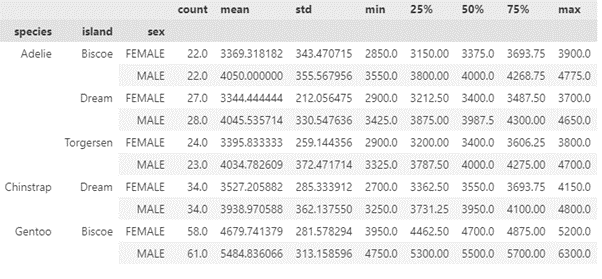 count mean std min 25% 50% 75% max
species island sex
Adelie Biscoe FEMALE 22.0 3369.318182 343.470715 2850.0 3150.00 3375.0 3693.75 3900.0
MALE 22.0 4050.000000 355.567956 3550.0 3800.00 4000.0 4268.75 4775.0
Dream FEMALE 27.0 3344.444444 212.056475 2900.0 3212.50 3400.0 3487.50 3700.0
MALE 28.0 4045.535714 330.547636 3425.0 3875.00 3987.5 4300.00 4650.0
Torgersen FEMALE 24.0 3395.833333 259.144356 2900.0 3200.00 3400.0 3606.25 3800.0
MALE 23.0 4034.782609 372.471714 3325.0 3787.50 4000.0 4275.00 4700.0
Chinstrap Dream FEMALE 34.0 3527.205882 285.333912 2700.0 3362.50 3550.0 3693.75 4150.0
MALE 34.0 3938.970588 362.137550 3250.0 3731.25 3950.0 4100.00 4800.0
Gentoo Biscoe FEMALE 58.0 4679.741379 281.578294 3950.0 4462.50 4700.0 4875.00 5200.0
MALE 61.0 5484.836066 313.158596 4750.0 5300.00 5500.0 5700.00 6300.0